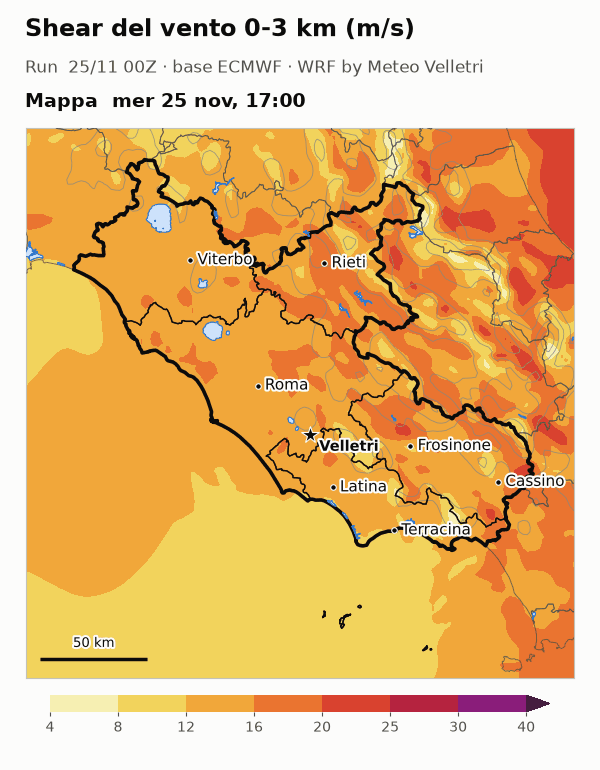 Shear del vento 0-3 km (m/s)
Run  25/11 00Z · base ECMWF · WRF by Meteo Velletri
Mappa  mer 25 nov, 17:00
Viterbo
Rieti
Roma
Velletri
Frosinone
Latina
Cassino
Terracina
50 km
4 8 12 16 20 25 30 40